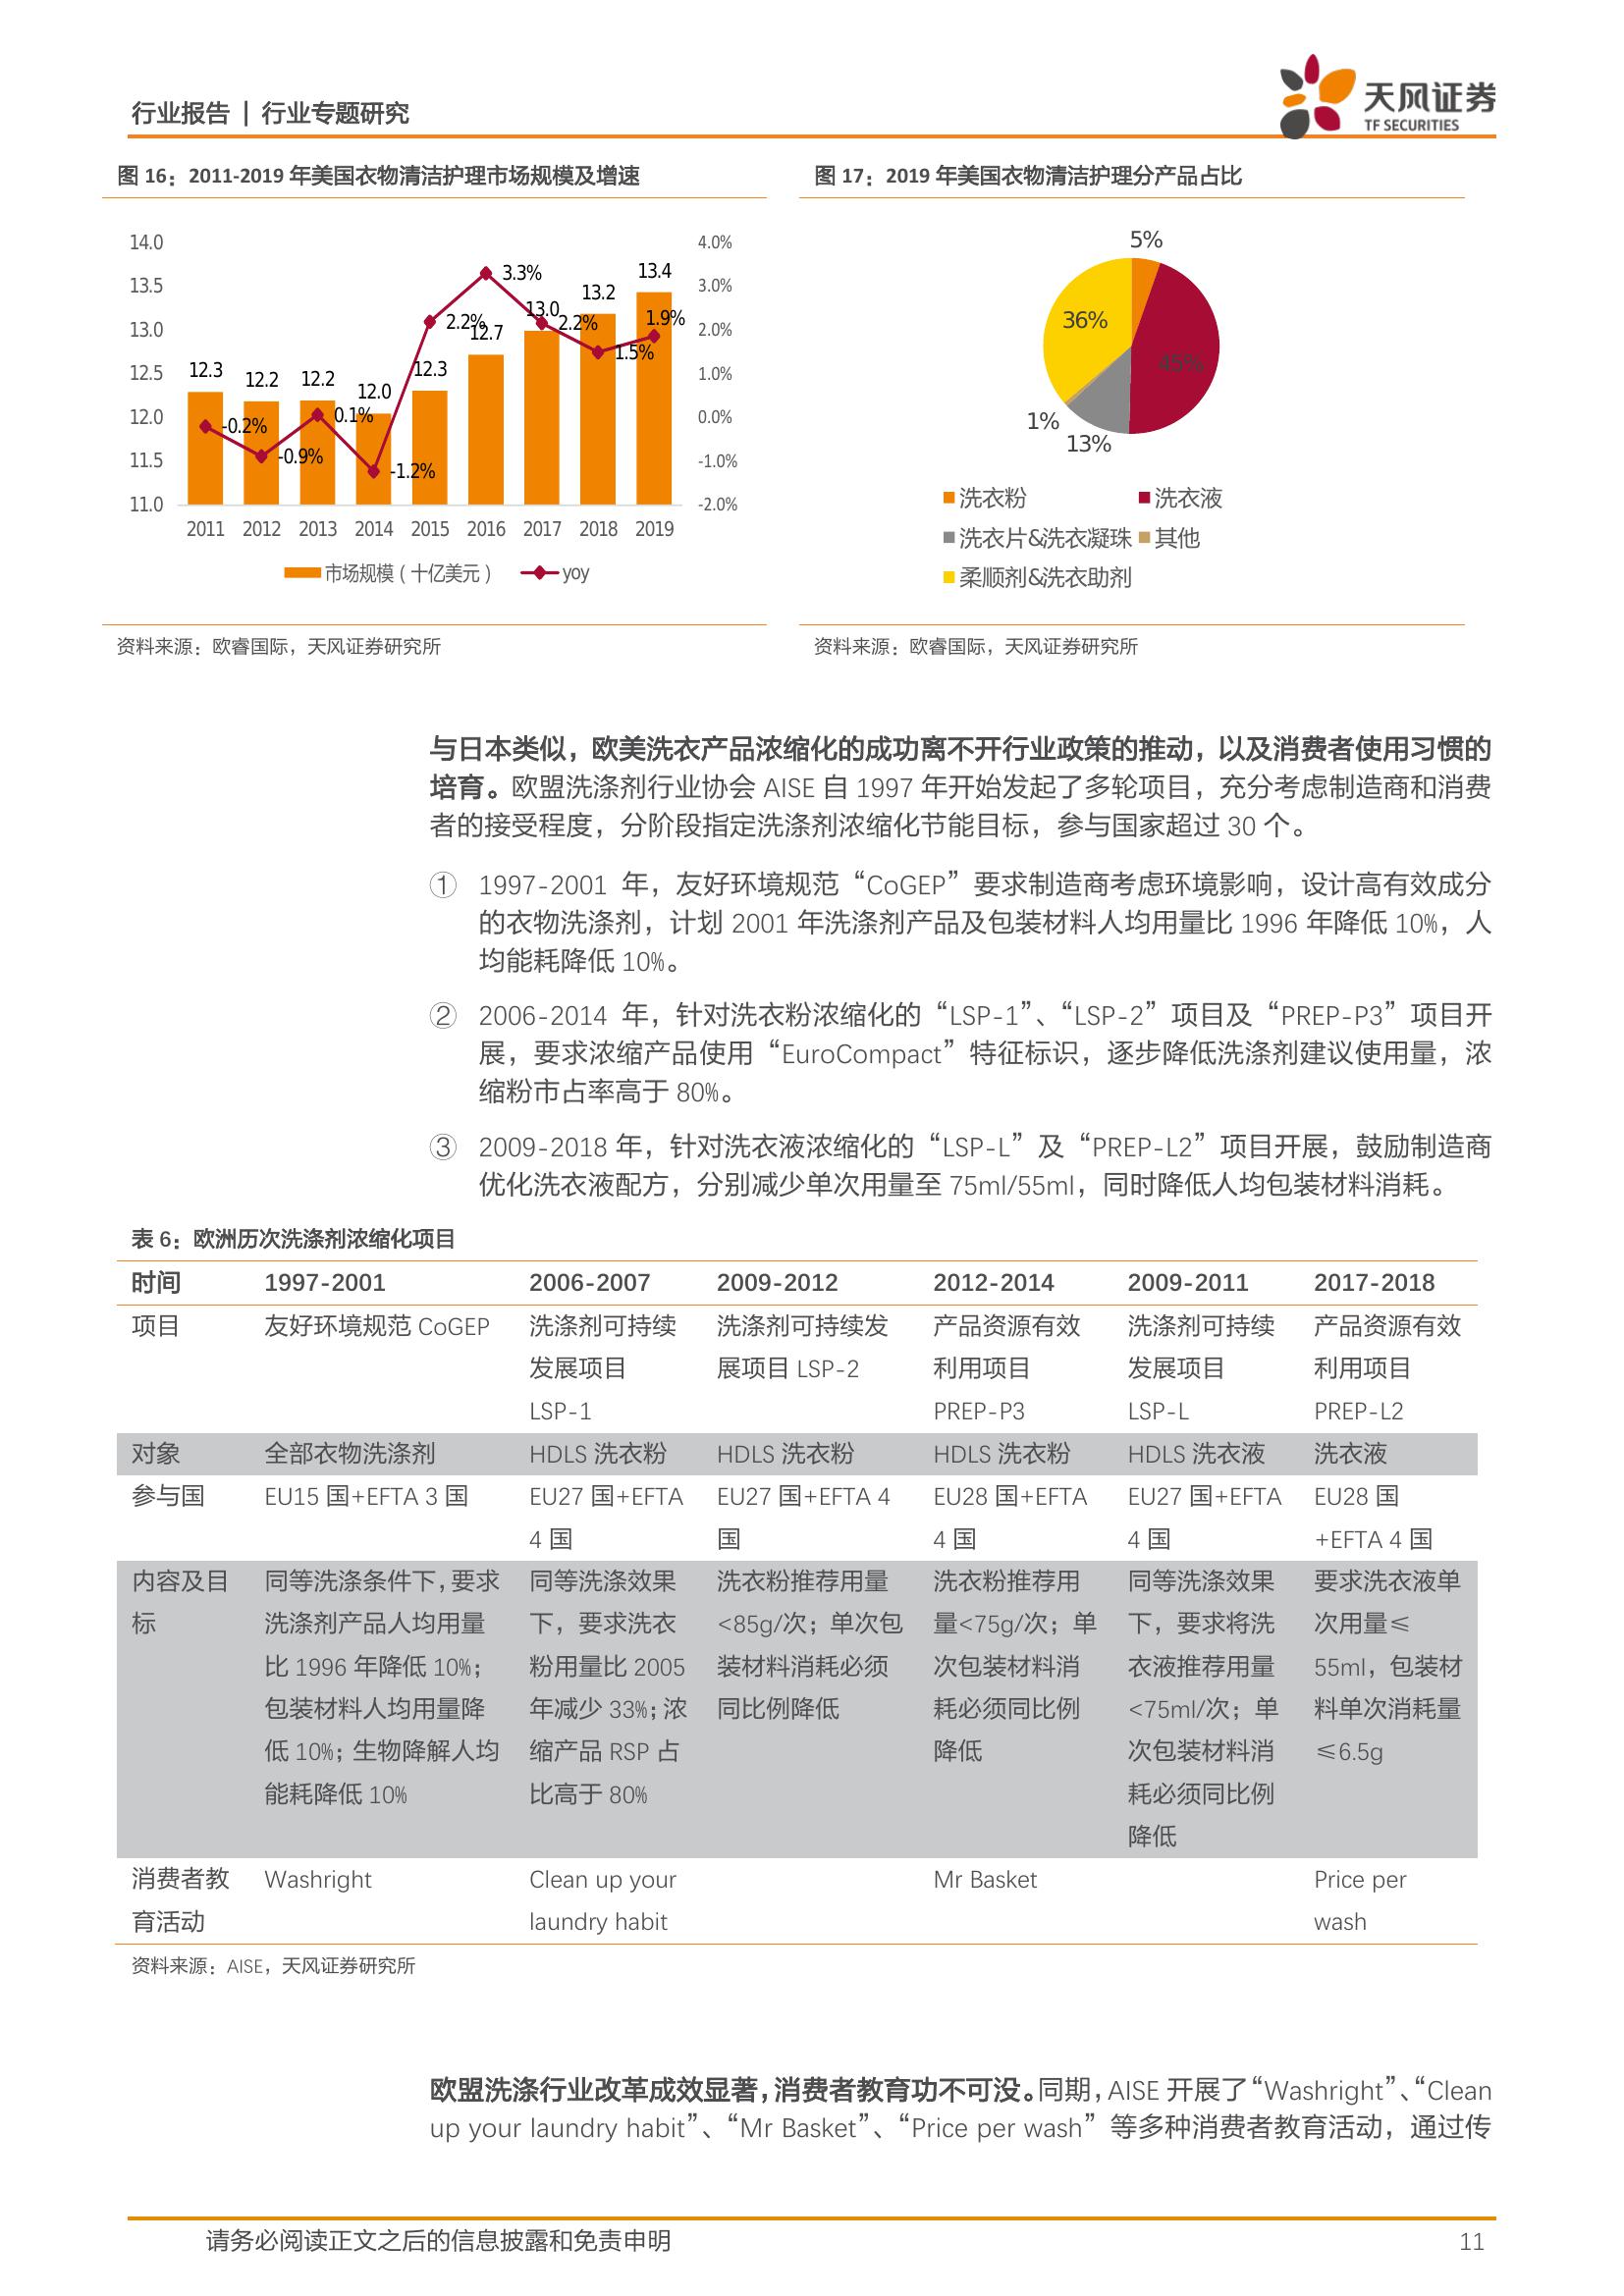 行业报告 | 行业专题研究
天风证券
TF SECURITIES
图 16：2011-2019 年美国衣物清洁护理市场规模及增速
14.0
13.5
13.0
12.5
12.0
11.5
11.0
4.0%
3.0%
2.0%
1.0%
0.0%
-1.0%
-2.0%
12.3
12.2
12.2
12.0
12.3
12.7
13.0
13.2
13.4
-0.2%
-0.9%
0.1%
-1.2%
2.2%
3.3%
2.2%
1.5%
1.9%
2011 2012 2013 2014 2015 2016 2017 2018 2019
市场规模（十亿美元） yoy
资料来源：欧睿国际，天风证券研究所
图 17：2019 年美国衣物清洁护理分产品占比
5%
45%
13%
1%
36%
洗衣粉 洗衣液
洗衣片&洗衣凝珠 其他
柔顺剂&洗衣助剂
资料来源：欧睿国际，天风证券研究所
与日本类似，欧美洗衣产品浓缩化的成功离不开行业政策的推动，以及消费者使用习惯的
培育。欧盟洗涤剂行业协会 AISE 自 1997 年开始发起了多轮项目，充分考虑制造商和消费
者的接受程度，分阶段指定洗涤剂浓缩化节能目标，参与国家超过 30 个。
① 1997-2001 年，友好环境规范“CoGEP”要求制造商考虑环境影响，设计高有效成分
的衣物洗涤剂，计划 2001 年洗涤剂产品及包装材料人均用量比 1996 年降低 10%，人
均能耗降低 10%。
② 2006-2014 年，针对洗衣粉浓缩化的“LSP-1”、“LSP-2”项目及“PREP-P3”项目开
展，要求浓缩产品使用“EuroCompact”特征标识，逐步降低洗涤剂建议使用量，浓
缩粉市占率高于 80%。
③ 2009-2018 年，针对洗衣液浓缩化的“LSP-L”及“PREP-L2”项目开展，鼓励制造商
优化洗衣液配方，分别减少单次用量至 75ml/55ml，同时降低人均包装材料消耗。
表 6：欧洲历次洗涤剂浓缩化项目
时间 1997-2001 2006-2007 2009-2012 2012-2014 2009-2011 2017-2018
项目 友好环境规范 CoGEP 洗涤剂可持续 洗涤剂可持续发 产品资源有效 洗涤剂可持续 产品资源有效
发展项目 展项目 LSP-2 利用项目 发展项目 利用项目
LSP-1 PREP-P3 LSP-L PREP-L2
对象 全部衣物洗涤剂 HDLS 洗衣粉 HDLS 洗衣粉 HDLS 洗衣粉 HDLS 洗衣液 洗衣液
参与国 EU15 国+EFTA 3 国 EU27 国+EFTA EU27 国+EFTA 4 EU28 国+EFTA EU27 国+EFTA EU28 国
4 国 国 4 国 4 国 +EFTA 4 国
内容及目 同等洗涤条件下，要求 同等洗涤效果 洗衣粉推荐用量 洗衣粉推荐用 同等洗涤效果 要求洗衣液单
标 洗涤剂产品人均用量 下，要求洗衣 <85g/次；单次包 量<75g/次；单 下，要求将洗 次用量≤
比 1996 年降低 10%； 粉用量比 2005 装材料消耗必须 次包装材料消 衣液推荐用量 55ml，包装材
包装材料人均用量降 年减少 33%；浓 同比例降低 耗必须同比例 <75ml/次；单 料单次消耗量
低 10%；生物降解人均 缩产品 RSP 占 降低 次包装材料消 ≤6.5g
能耗降低 10% 比高于 80% 耗必须同比例
降低
消费者教 Washright Clean up your Mr Basket Price per
育活动 laundry habit wash
资料来源：AISE，天风证券研究所
欧盟洗涤行业改革成效显著，消费者教育功不可没。同期，AISE 开展了“Washright”、“Clean
up your laundry habit”、“Mr Basket”、“Price per wash”等多种消费者教育活动，通过传
请务必阅读正文之后的信息披露和免责申明 11